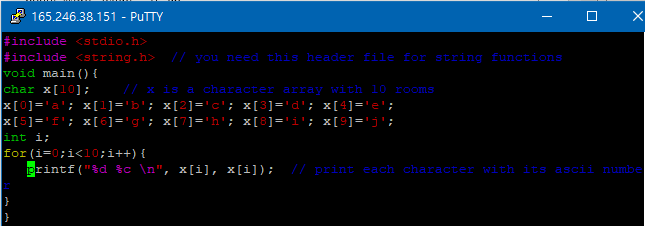 165.246.38.151 - PuTTY
#include <stdio.h>
#include <string.h>  // you need this header file for string functions
void main(){
char x[10];    // x is a character array with 10 rooms
x[0]='a'; x[1]='b'; x[2]='c'; x[3]='d'; x[4]='e';
x[5]='f'; x[6]='g'; x[7]='h'; x[8]='i'; x[9]='j';
int i;
for(i=0;i<10;i++){
   printf("%d %c \n", x[i], x[i]);  // print each character with its ascii numbe
r
}
}